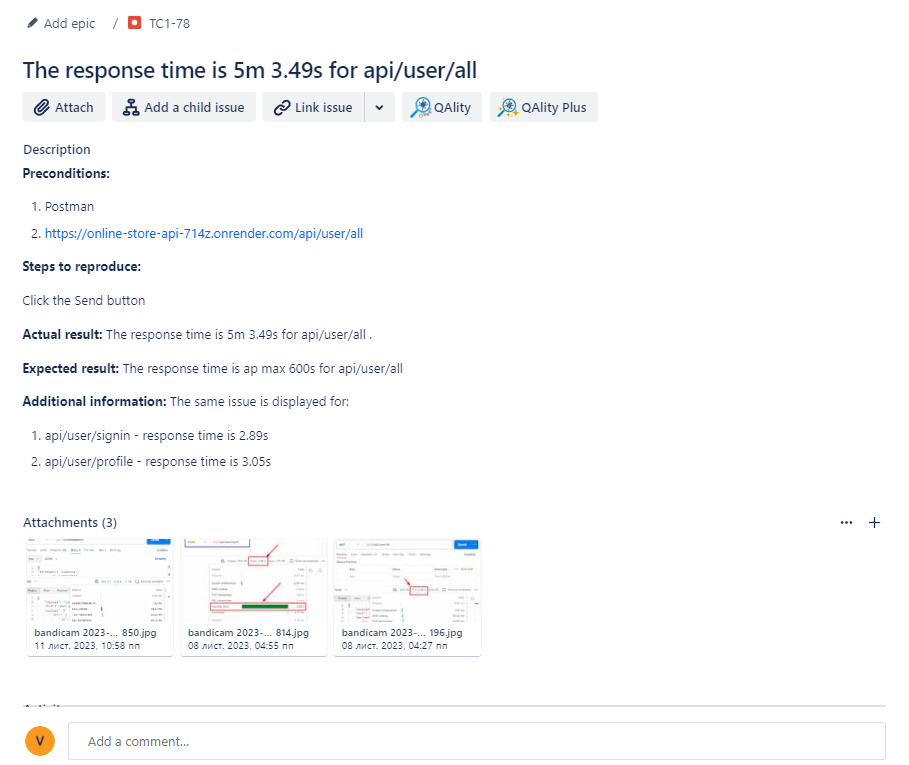 Add epic / TC1-78
The response time is 5m 3.49s for api/user/all
Attach Add a child issue Link issue QAlity QAlity Plus
Description
Preconditions:
1. Postman
2. https://online-store-api-714z.onrender.com/api/user/all
Steps to reproduce:
Click the Send button
Actual result: The response time is 5m 3.49s for api/user/all .
Expected result: The response time is ap max 600s for api/user/all
Additional information: The same issue is displayed for:
1. api/user/signin - response time is 2.89s
2. api/user/profile - response time is 3.05s
Attachments (3)
bandicam 2023-... 850.jpg bandicam 2023-... 814.jpg bandicam 2023-... 196.jpg
11 лист. 2023, 10:58 пп 08 лист. 2023, 04:55 пп 08 лист. 2023, 04:27 пп
V Add a comment...